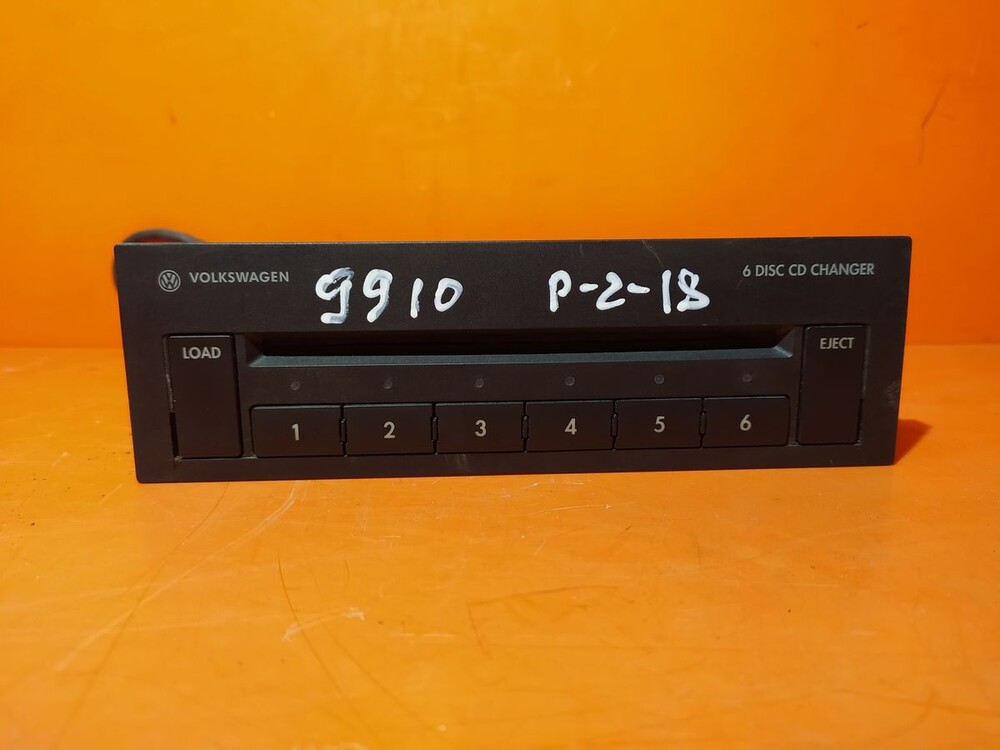 VOLKSWAGEN 9910 P-2-18 6 DISC CD CHANGER
LOAD EJECT
1 2 3 4 5 6